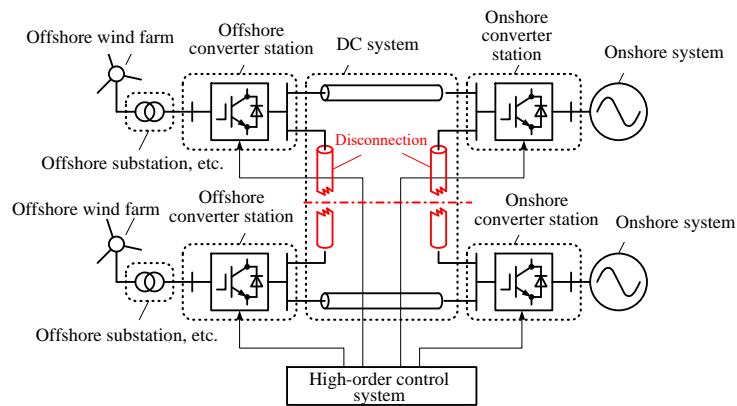 Offshore wind farm
Offshore
converter station
DC system
Onshore
converter
station
Onshore system
Disconnection
Offshore substation, etc.
Offshore wind farm
Offshore
converter station
Onshore
converter station
Onshore system
Offshore substation, etc.
High-order control
system